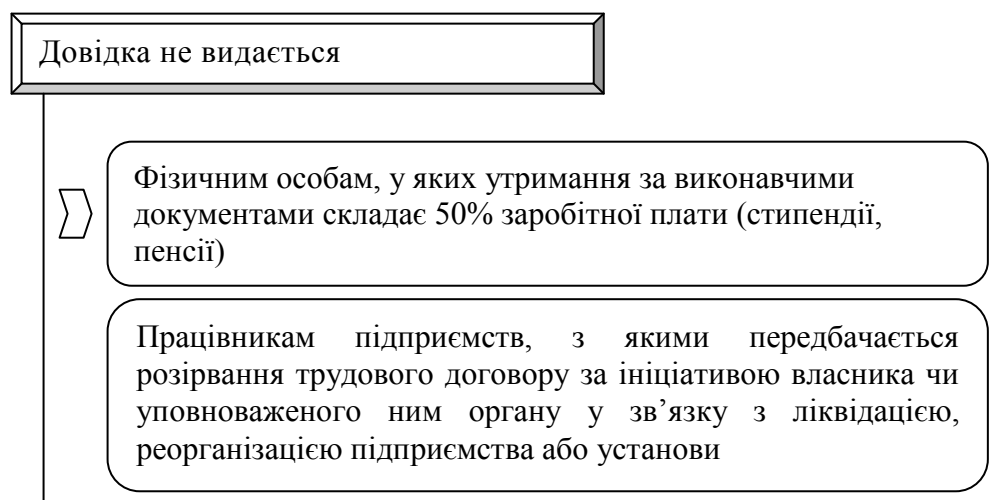 Довідка не видається
Фізичним особам, у яких утримання за виконавчими
документами складає 50% заробітної плати (стипендії,
пенсії)
Працівникам підприємств, з якими передбачається
розірвання трудового договору за ініціативою власника чи
уповноваженого ним органу у зв’язку з ліквідацією,
реорганізацією підприємства або установи